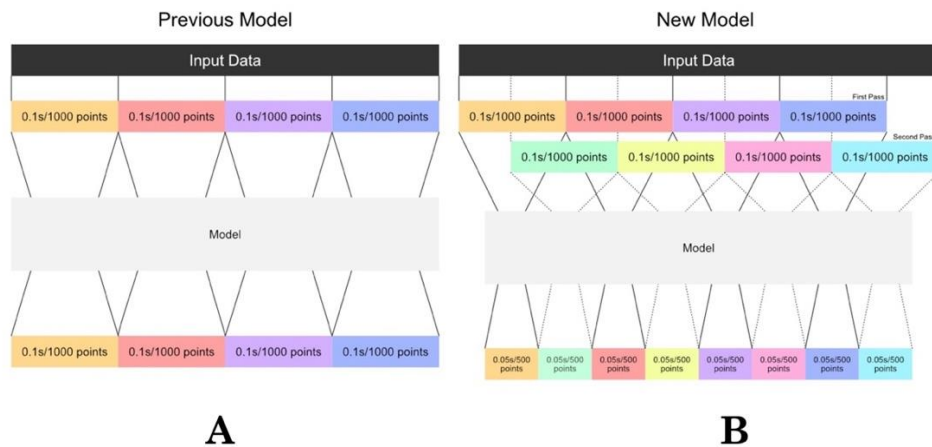 Previous Model
New Model
Input Data
Input Data
First Pass
0.1s/1000 points 0.1s/1000 points 0.1s/1000 points 0.1s/1000 points
0.1s/1000 points 0.1s/1000 points 0.1s/1000 points 0.1s/1000 points
Second Pas
0.1s/1000 points 0.1s/1000 points 0.1s/1000 points 0.1s/1000 points
Model
Model
0.1s/1000 points 0.1s/1000 points 0.1s/1000 points 0.1s/1000 points
0.05s/500 0.05s/500 0.05s/500 0.05s/500 0.05s/500 0.05s/500 0.05s/500 0.05s/500
points points points points points points points points
A
B